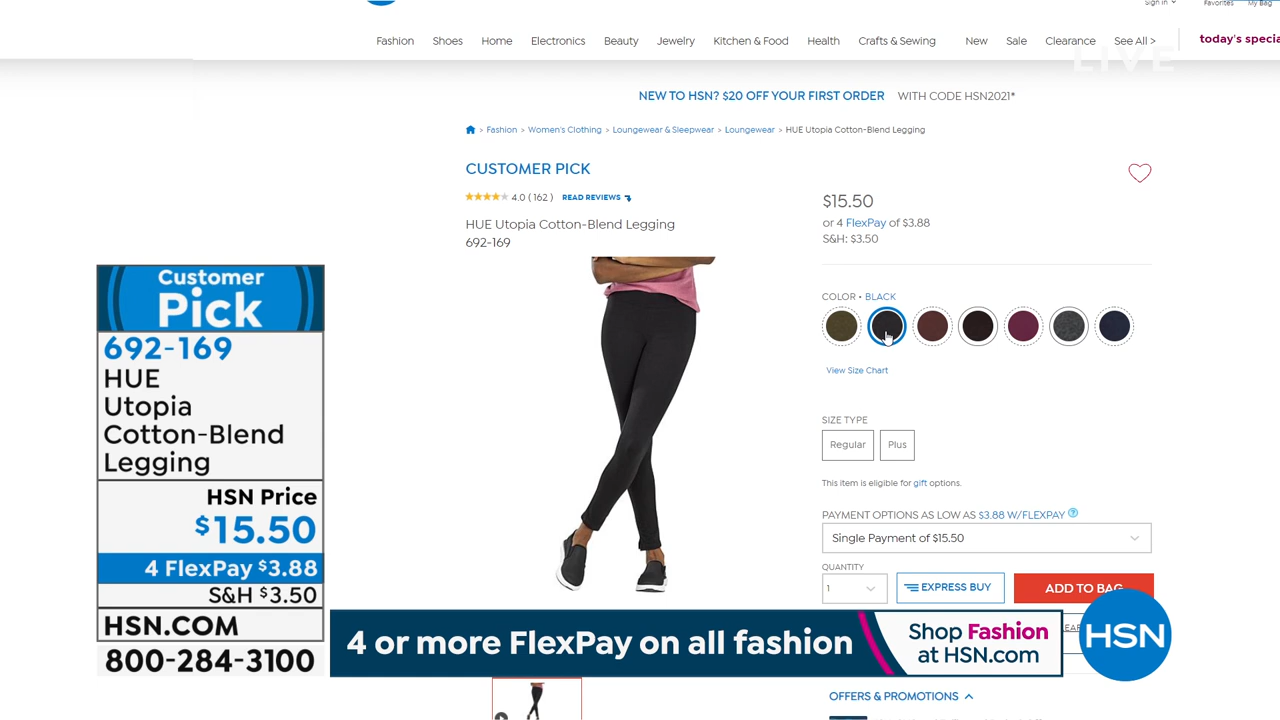 Sign In
Favorites
My Bag
Fashion Shoes Home Electronics Beauty Jewelry Kitchen & Food Health Crafts & Sewing New Sale Clearance See All >
today's specia
LIVE
NEW TO HSN? $20 OFF YOUR FIRST ORDER WITH CODE HSN2021*
> Fashion > Women's Clothing > Loungewear & Sleepwear > Loungewear > HUE Utopia Cotton-Blend Legging
CUSTOMER PICK
4.0 ( 162 ) READ REVIEWS
HUE Utopia Cotton-Blend Legging
692-169
$15.50
or 4 FlexPay of $3.88
S&H: $3.50
COLOR • BLACK
View Size Chart
SIZE TYPE
Regular Plus
This item is eligible for gift options.
PAYMENT OPTIONS AS LOW AS $3.88 W/FLEXPAY ?
Single Payment of $15.50
QUANTITY
1
EXPRESS BUY
ADD TO BAG
Customer
Pick
692-169
HUE
Utopia
Cotton-Blend
Legging
HSN Price
$15.50
4 FlexPay $3.88
S&H $3.50
HSN.COM
800-284-3100
4 or more FlexPay on all fashion
Shop Fashion
at HSN.com
HSN
OFFERS & PROMOTIONS